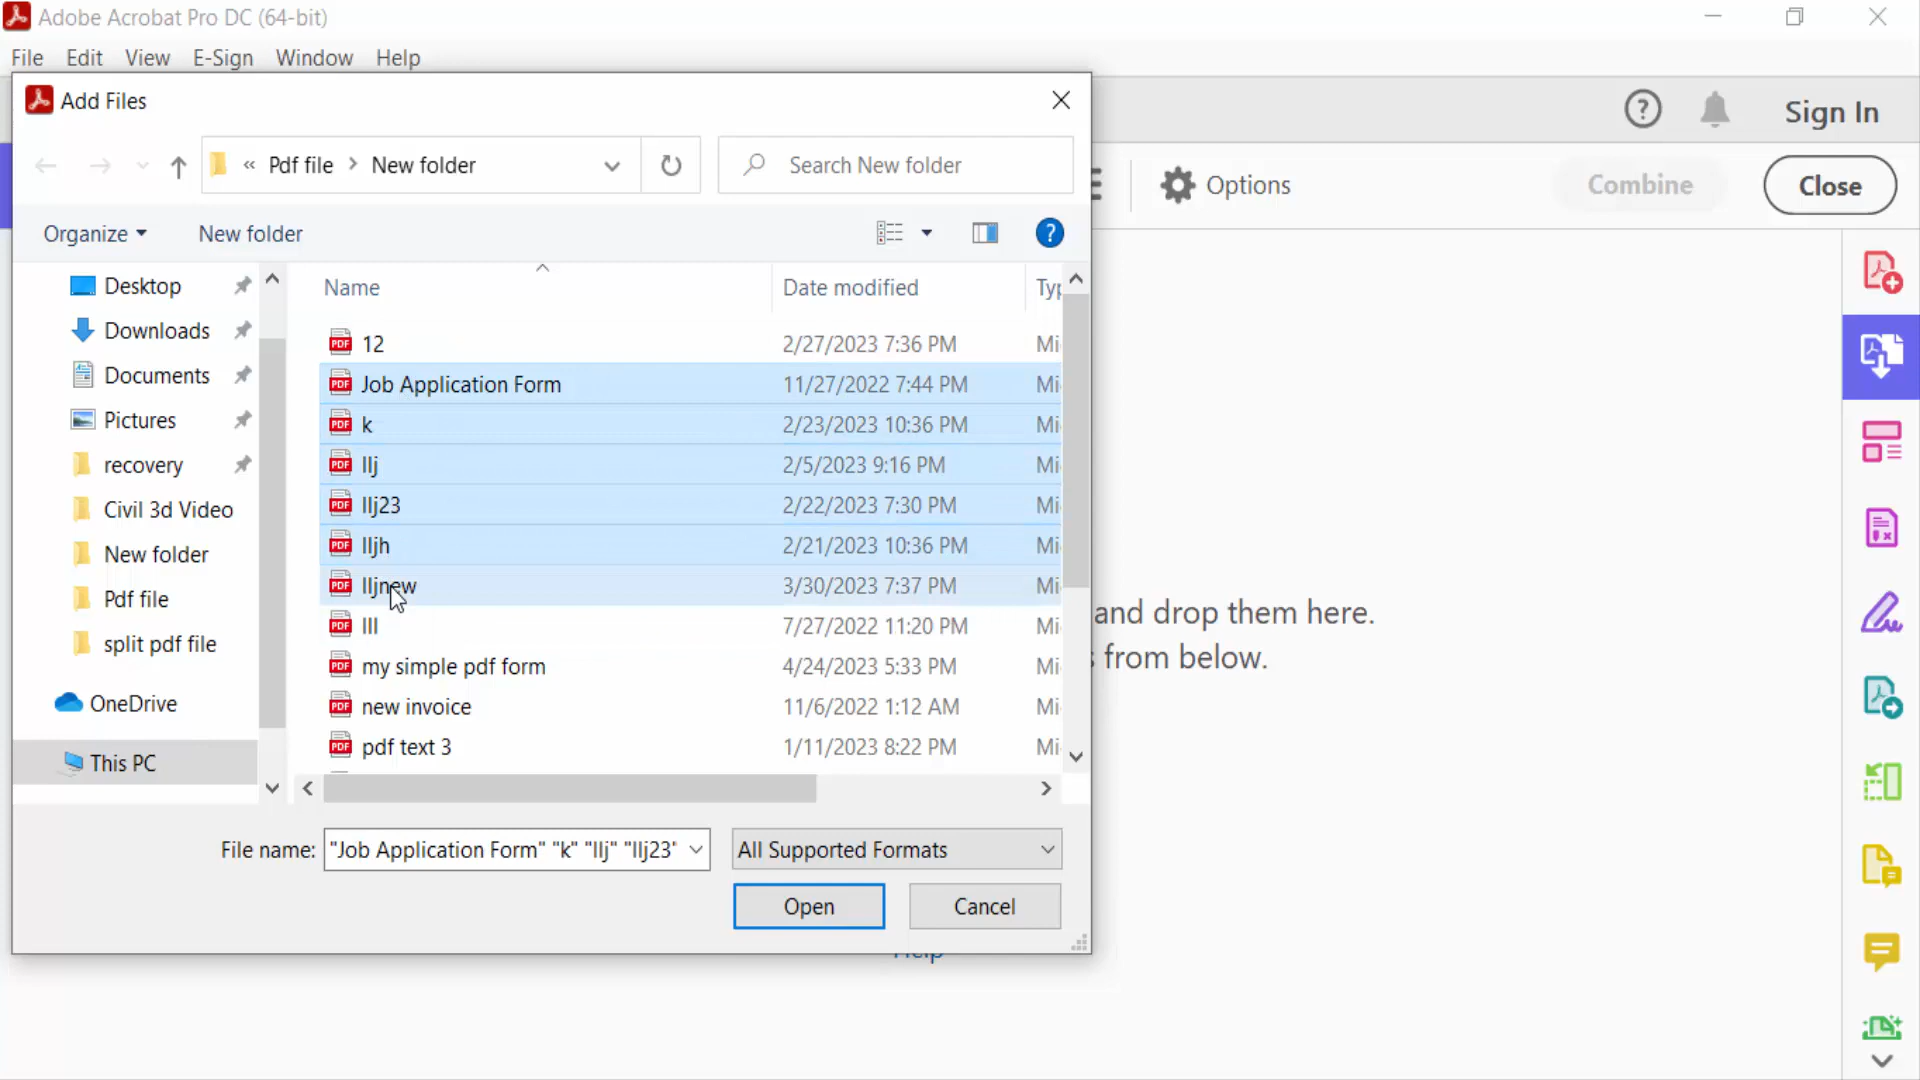 Adobe Acrobat Pro DC (64-bit)
File Edit View E-Sign Window Help
Add Files
« Pdf file > New folder
Search New folder
Sign In
Options
Combine
Close
Organize
New folder
Name Date modified
Desktop
Downloads
Documents
Pictures
recovery
Civil 3d Video
New folder
Pdf file
split pdf file
OneDrive
This PC
12 2/27/2023 7:36 PM Mi
Job Application Form 11/27/2022 7:44 PM Mi
k 2/23/2023 10:36 PM Mi
llj 2/5/2023 9:16 PM Mi
llj23 2/22/2023 7:30 PM Mi
lljh 2/21/2023 10:36 PM Mi
lljnew 3/30/2023 7:37 PM Mi
lll 7/27/2022 11:20 PM Mi
my simple pdf form 4/24/2023 5:33 PM Mi
new invoice 11/6/2022 1:12 AM Mi
pdf text 3 1/11/2023 8:22 PM Mi
and drop them here.
from below.
File name: "Job Application Form" "k" "llj" "llj23"
All Supported Formats
Open
Cancel
Help